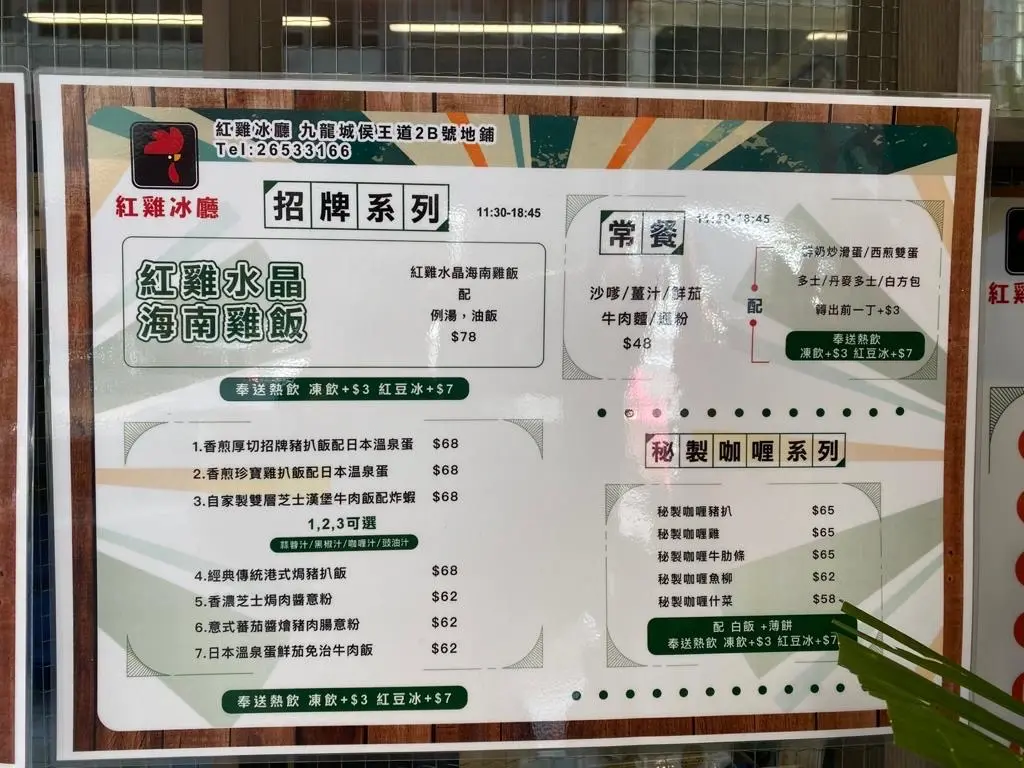 紅雞冰廳 九龍城侯王道2B號地鋪
Tel:26533166
紅雞冰廳
招牌系列
11:30-18:45
紅雞水晶
海南雞飯
紅雞水晶海南雞飯
配
例湯，油飯
$78
奉送熱飲 凍飲+$3 紅豆冰+$7
1.香煎厚切招牌豬扒飯配日本溫泉蛋 $68
2.香煎珍寶雞扒飯配日本溫泉蛋 $68
3.自家製雙層芝士漢堡牛肉飯配炸蝦 $68
1,2,3可選
蒜蓉汁/黑椒汁/咖喱汁/豉油汁
4.經典傳統港式焗豬扒飯 $68
5.香濃芝士焗肉醬意粉 $62
6.意式蕃茄醬燴豬肉腸意粉 $62
7.日本溫泉蛋鮮茄免治牛肉飯 $62
奉送熱飲 凍飲+$3 紅豆冰+$7
常餐
11:30-18:45
沙嗲/薑汁/鮮茄
牛肉麵/通粉
$48
配
鮮奶炒滑蛋/西煎雙蛋
多士/丹麥多士/白方包
轉出前一丁+$3
奉送熱飲
凍飲+$3 紅豆冰+$7
秘製咖喱系列
秘製咖喱豬扒 $65
秘製咖喱雞 $65
秘製咖喱牛肋條 $65
秘製咖喱魚柳 $62
秘製咖喱什菜 $58
配 白飯 +薄餅
奉送熱飲 凍飲+$3 紅豆冰+$7
紅雞